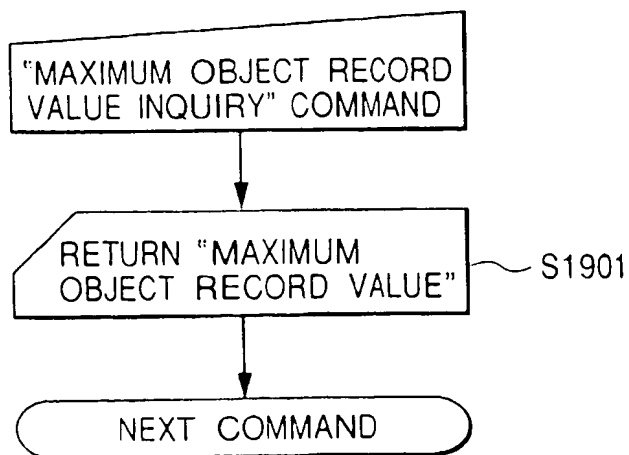 “MAXIMUM OBJECT RECORD
VALUE INQUIRY” COMMAND
RETURN “MAXIMUM
OBJECT RECORD VALUE”
S1901
NEXT COMMAND